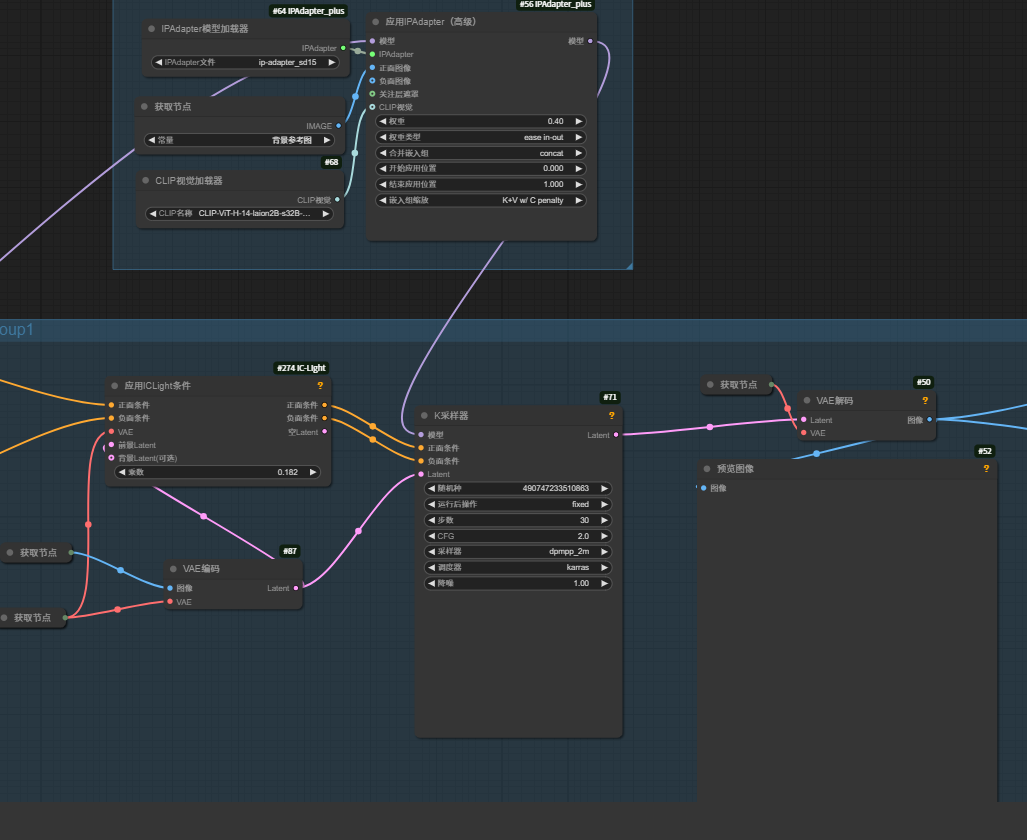 #64 IPAdapter_plus
IPAdapter模型加载器
IPAdapter
IPAdapter文件 ip-adapter_sd15
获取节点
IMAGE
常量 背景参考图
#68
CLIP视觉加载器
CLIP视觉
CLIP名称 CLIP-ViT-H-14-laion2B-s32B-...
#56 IPAdapter_plus
应用IPAdapter（高级）
模型 模型
IPAdapter
正面图像
负面图像
关注层遮罩
CLIP视觉
权重 0.40
权重类型 ease in-out
合并嵌入组 concat
开始应用位置 0.000
结束应用位置 1.000
嵌入组缩放 K+V w/ C penalty
oup1
#274 IC-Light
应用ICLight条件 ?
正面条件 正面条件
负面条件 负面条件
VAE 空Latent
前景Latent
背景Latent(可选)
乘数 0.182
获取节点
获取节点
#87
VAE编码
图像 Latent
VAE
#71
K采样器 ?
模型 Latent
正面条件
负面条件
Latent
随机种 490747233510863
运行后操作 fixed
步数 30
CFG 2.0
采样器 dpmpp_2m
调度器 karras
降噪 1.00
获取节点
#50
VAE解码 ?
Latent 图像
VAE
#52
预览图像 ?
图像